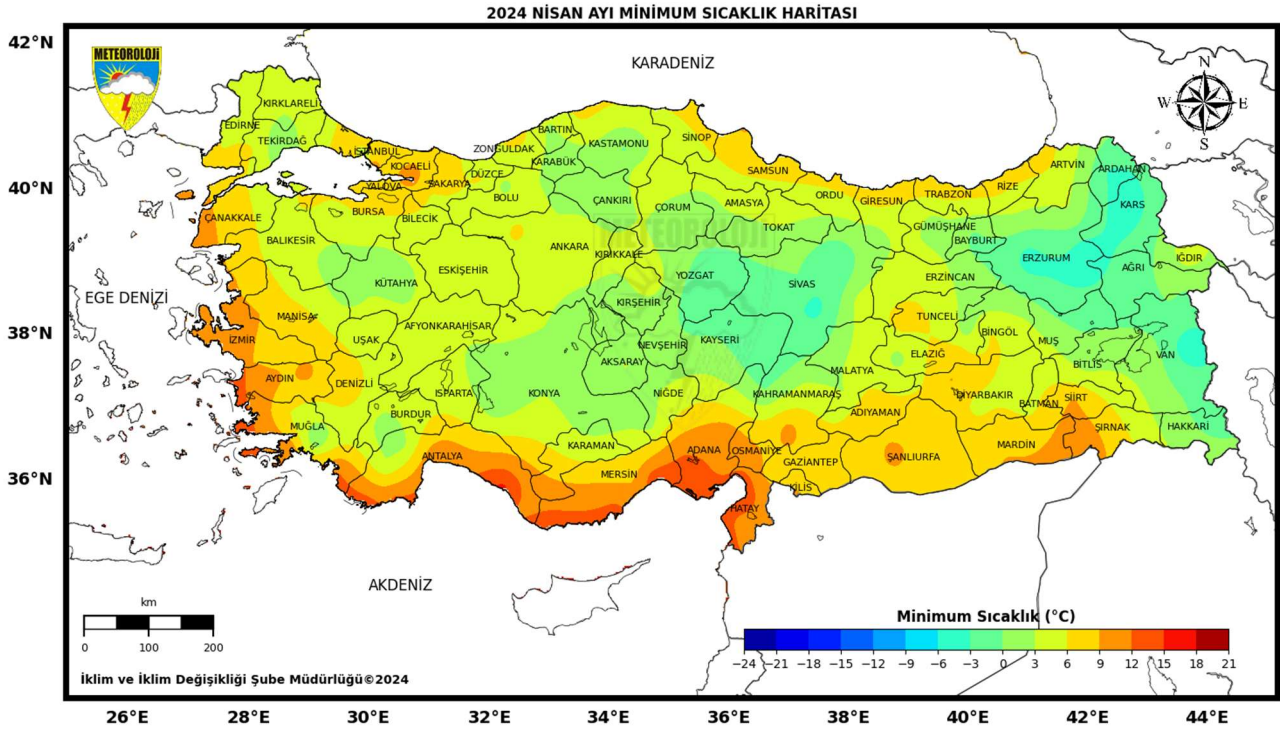 2024 NİSAN AYI MİNİMUM SICAKLIK HARİTASI
42°N
40°N
38°N
36°N
METEOROLOJİ
KARADENİZ
N
W E
S
KIRKLARELİ
EDİRNE
TEKİRDAĞ
İSTANBUL
KOCAELİ
YALOVA
SAKARYA
DÜZCE
ZONGULDAK
BARTIN
KARABÜK
KASTAMONU
SİNOP
SAMSUN
ORDU
GİRESUN
TRABZON
RİZE
ARTVİN
ARDAHAN
KARS
ÇANAKKALE
BURSA
BİLECİK
BOLU
ÇANKIRI
ÇORUM
AMASYA
TOKAT
GÜMÜŞHANE
BAYBURT
ERZURUM
AĞRI
IĞDIR
BALIKESİR
KÜTAHYA
ESKİŞEHİR
ANKARA
KIRIKKALE
METEOROLOJİ
YOZGAT
SİVAS
ERZİNCAN
EGE DENİZİ
MANİSA
İZMİR
UŞAK
AFYONKARAHİSAR
KIRŞEHİR
NEVŞEHİR
AKSARAY
KAYSERİ
TUNCELİ
BİNGÖL
MUŞ
ELAZIĞ
BİTLİS
VAN
AYDIN
DENİZLİ
ISPARTA
BURDUR
MUĞLA
KONYA
NİĞDE
KAHRAMANMARAŞ
MALATYA
ADIYAMAN
DİYARBAKIR
BATMAN
SİİRT
ŞIRNAK
HAKKARİ
MARDİN
ANTALYA
KARAMAN
MERSİN
ADANA
OSMANİYE
GAZİANTEP
KİLİS
ŞANLIURFA
HATAY
AKDENİZ
km
0 100 200
İklim ve İklim Değişikliği Şube Müdürlüğü©2024
Minimum Sıcaklık (°C)
−24 −21 −18 −15 −12 −9 −6 −3 0 3 6 9 12 15 18 21
26°E 28°E 30°E 32°E 34°E 36°E 38°E 40°E 42°E 44°E